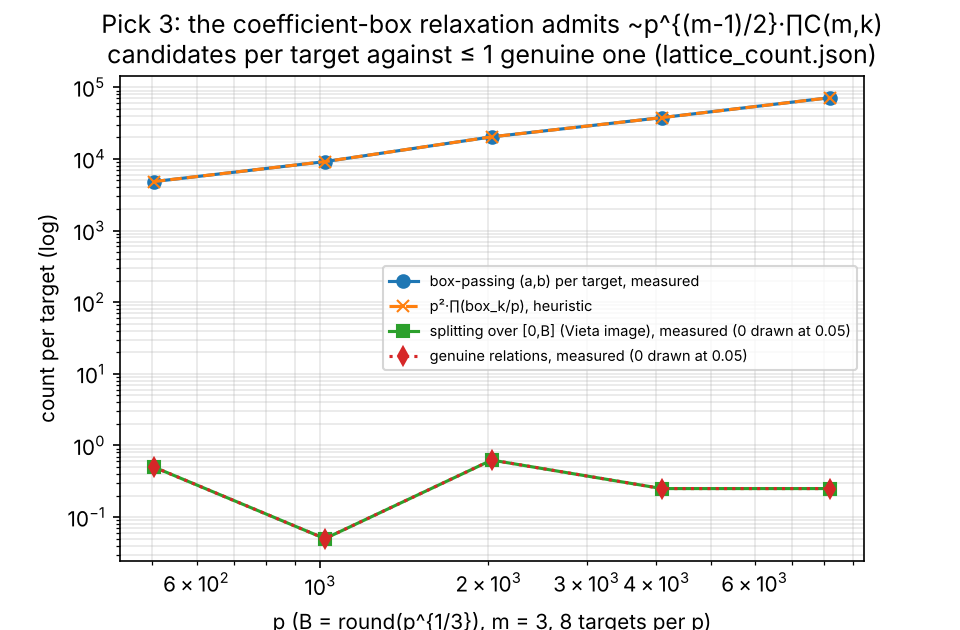 Pick 3: the coefficient-box relaxation admits ~p^{(m-1)/2}·∏C(m,k)
candidates per target against ≤ 1 genuine one (lattice_count.json)
count per target (log)
10⁵
10⁴
10³
10²
10¹
10⁰
10⁻¹
box-passing (a,b) per target, measured
p²·∏(box_k/p), heuristic
splitting over [0,B] (Vieta image), measured (0 drawn at 0.05)
genuine relations, measured (0 drawn at 0.05)
6 × 10² 10³ 2 × 10³ 3 × 10³ 4 × 10³ 6 × 10³
p (B = round(p^{1/3}), m = 3, 8 targets per p)